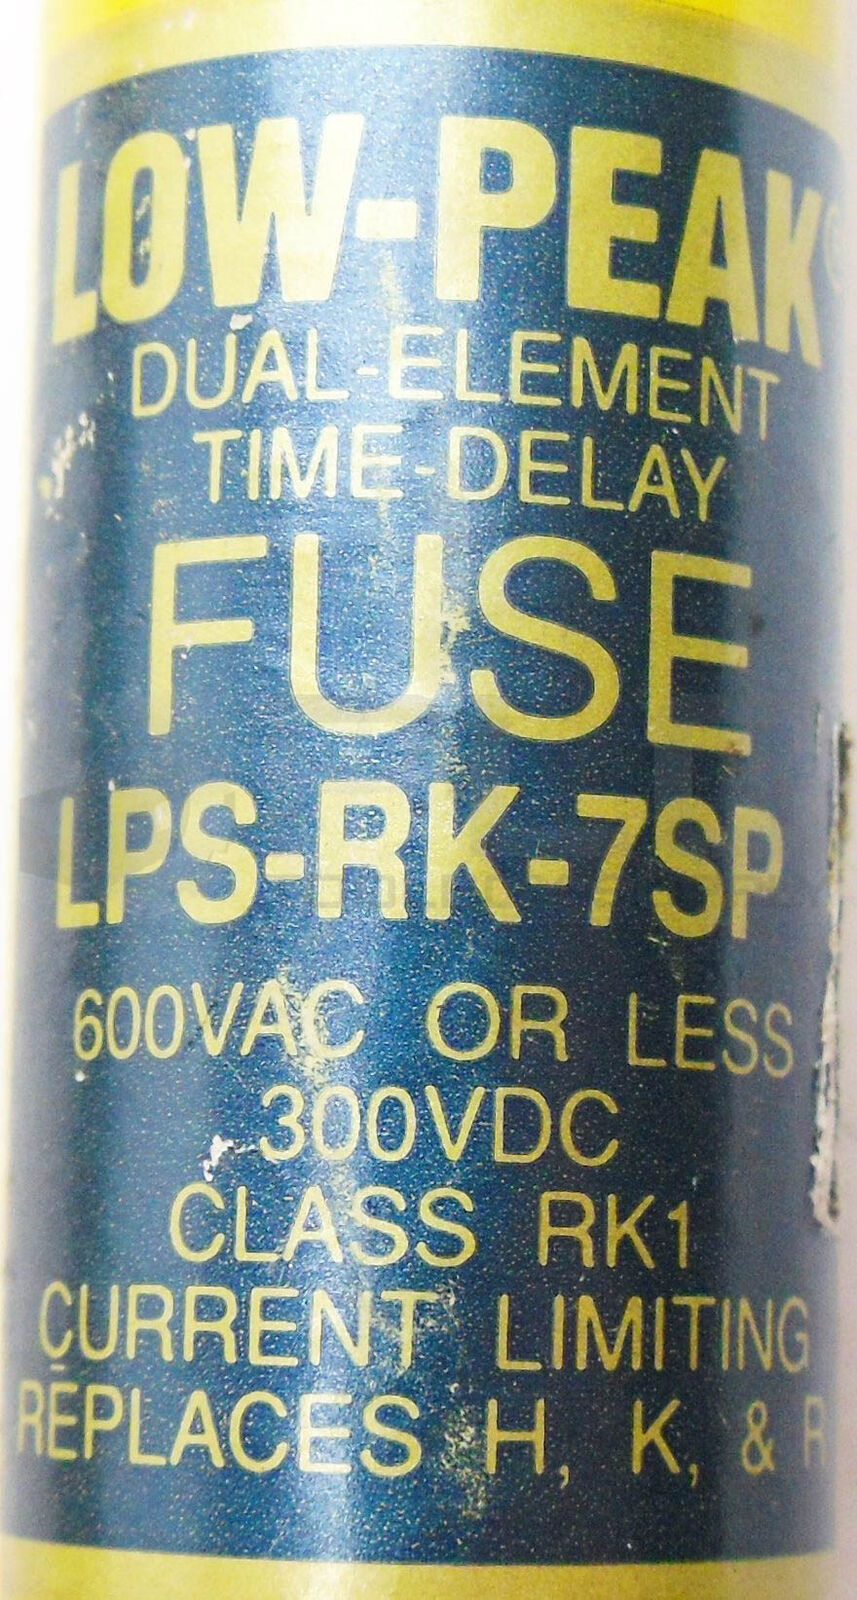 LOW-PEAK®
DUAL-ELEMENT
TIME-DELAY
FUSE
LPS-RK-7SP
600VAC OR LESS
300VDC
CLASS RK1
CURRENT LIMITING
REPLACES H, K, & R